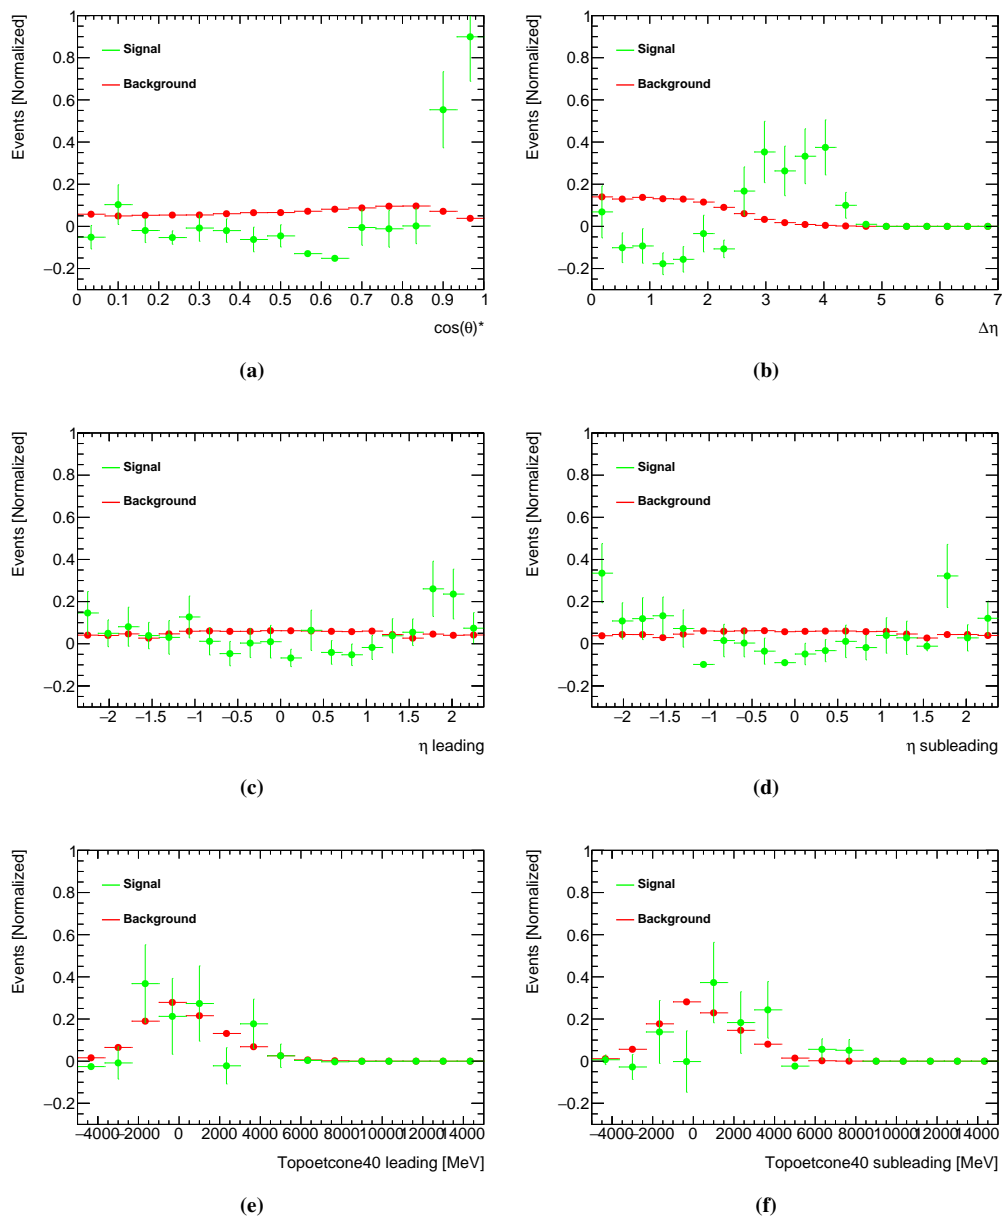 Events [Normalized]
1
0.8
0.6
0.4
0.2
0
−0.2
Signal
Background
0 0.1 0.2 0.3 0.4 0.5 0.6 0.7 0.8 0.9 1
cos(θ)*
(a)
Events [Normalized]
1
0.8
0.6
0.4
0.2
0
−0.2
Signal
Background
0 1 2 3 4 5 6 7
Δη
(b)
Events [Normalized]
1
0.8
0.6
0.4
0.2
0
−0.2
Signal
Background
−2 −1.5 −1 −0.5 0 0.5 1 1.5 2
η leading
(c)
Events [Normalized]
1
0.8
0.6
0.4
0.2
0
−0.2
Signal
Background
−2 −1.5 −1 −0.5 0 0.5 1 1.5 2
η subleading
(d)
Events [Normalized]
1
0.8
0.6
0.4
0.2
0
−0.2
Signal
Background
−4000 −2000 0 2000 4000 6000 8000 10000 12000 14000
Topoetcone40 leading [MeV]
(e)
Events [Normalized]
1
0.8
0.6
0.4
0.2
0
−0.2
Signal
Background
−4000 −2000 0 2000 4000 6000 8000 10000 12000 14000
Topoetcone40 subleading [MeV]
(f)